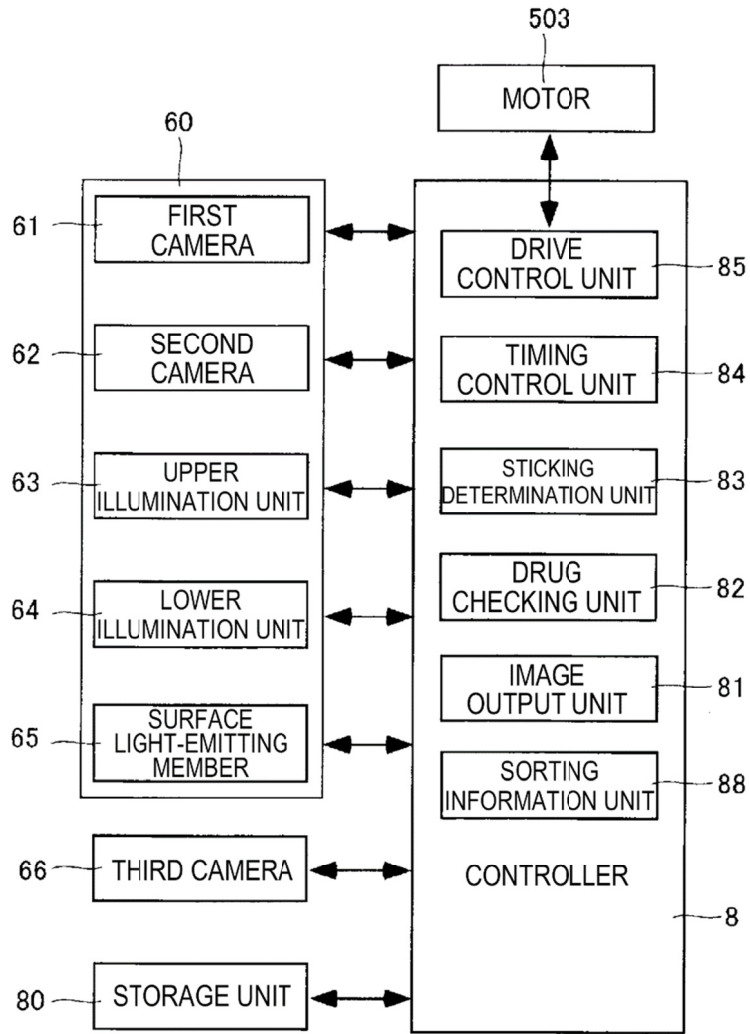 503
MOTOR
60
61
FIRST
CAMERA
62
SECOND
CAMERA
63
UPPER
ILLUMINATION UNIT
64
LOWER
ILLUMINATION UNIT
65
SURFACE
LIGHT-EMITTING
MEMBER
66
THIRD CAMERA
80
STORAGE UNIT
DRIVE
CONTROL UNIT
85
TIMING
CONTROL UNIT
84
STICKING
DETERMINATION UNIT
83
DRUG
CHECKING UNIT
82
IMAGE
OUTPUT UNIT
81
SORTING
INFORMATION UNIT
88
CONTROLLER
8